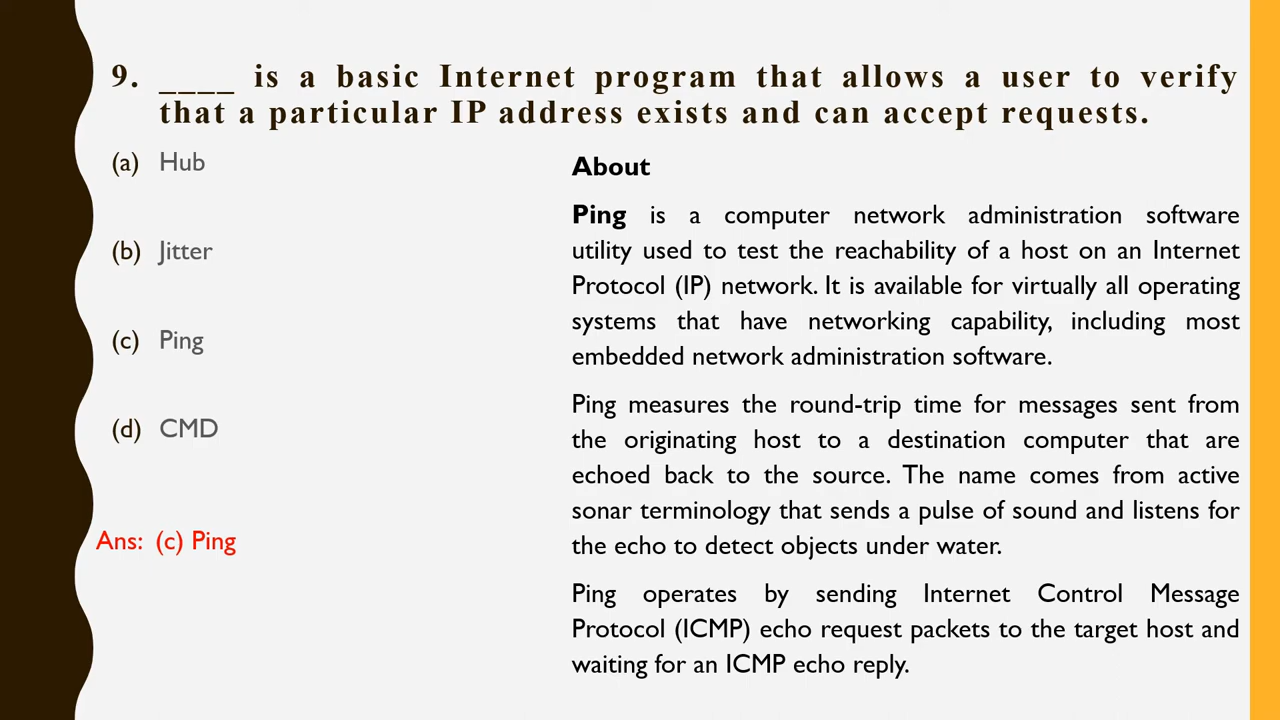 9. ____ is a basic Internet program that allows a user to verify
that a particular IP address exists and can accept requests.
(a) Hub
(b) Jitter
(c) Ping
(d) CMD
Ans: (c) Ping
About
Ping is a computer network administration software
utility used to test the reachability of a host on an Internet
Protocol (IP) network. It is available for virtually all operating
systems that have networking capability, including most
embedded network administration software.
Ping measures the round-trip time for messages sent from
the originating host to a destination computer that are
echoed back to the source. The name comes from active
sonar terminology that sends a pulse of sound and listens for
the echo to detect objects under water.
Ping operates by sending Internet Control Message
Protocol (ICMP) echo request packets to the target host and
waiting for an ICMP echo reply.